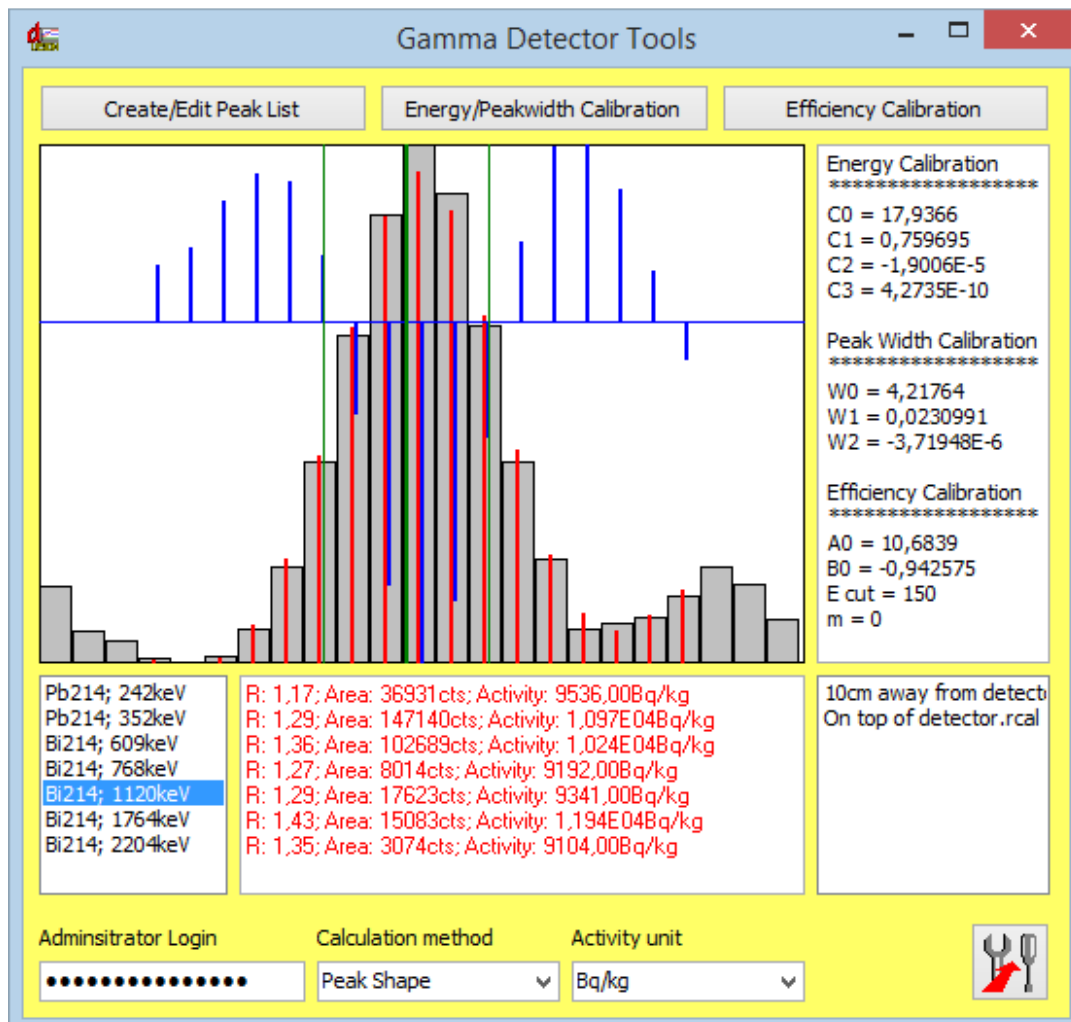 Gamma Detector Tools
Create/Edit Peak List
Energy/Peakwidth Calibration
Efficiency Calibration
Energy Calibration
******************
C0 = 17,9366
C1 = 0,759695
C2 = -1,9006E-5
C3 = 4,2735E-10
Peak Width Calibration
******************
W0 = 4,21764
W1 = 0,0230991
W2 = -3,71948E-6
Efficiency Calibration
******************
A0 = 10,6839
B0 = -0,942575
E cut = 150
m = 0
Pb214; 242keV
Pb214; 352keV
Bi214; 609keV
Bi214; 768keV
Bi214; 1120keV
Bi214; 1764keV
Bi214; 2204keV
R: 1,17; Area: 36931cts; Activity: 9536,00Bq/kg
R: 1,29; Area: 147140cts; Activity: 1,097E04Bq/kg
R: 1,36; Area: 102689cts; Activity: 1,024E04Bq/kg
R: 1,27; Area: 8014cts; Activity: 9192,00Bq/kg
R: 1,29; Area: 17623cts; Activity: 9341,00Bq/kg
R: 1,43; Area: 15083cts; Activity: 1,194E04Bq/kg
R: 1,35; Area: 3074cts; Activity: 9104,00Bq/kg
10cm away from detect
On top of detector.rcal
Adminsitrator Login
●●●●●●●●●●●●●●●
Calculation method
Peak Shape
Activity unit
Bq/kg